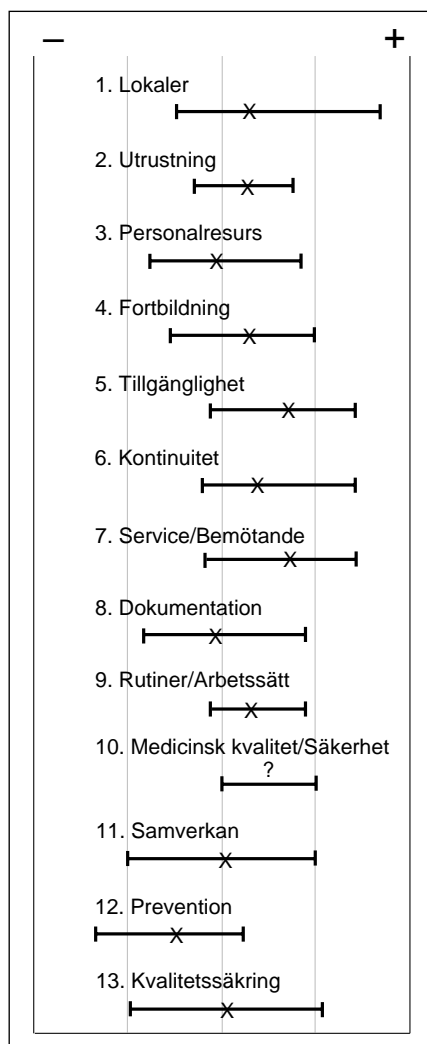 – +
1. Lokaler
X
2. Utrustning
X
3. Personalresurs
X
4. Fortbildning
X
5. Tillgänglighet
X
6. Kontinuitet
X
7. Service/Bemötande
X
8. Dokumentation
X
9. Rutiner/Arbetssätt
X
10. Medicinsk kvalitet/Säkerhet
?
11. Samverkan
X
12. Prevention
X
13. Kvalitetssäkring
X